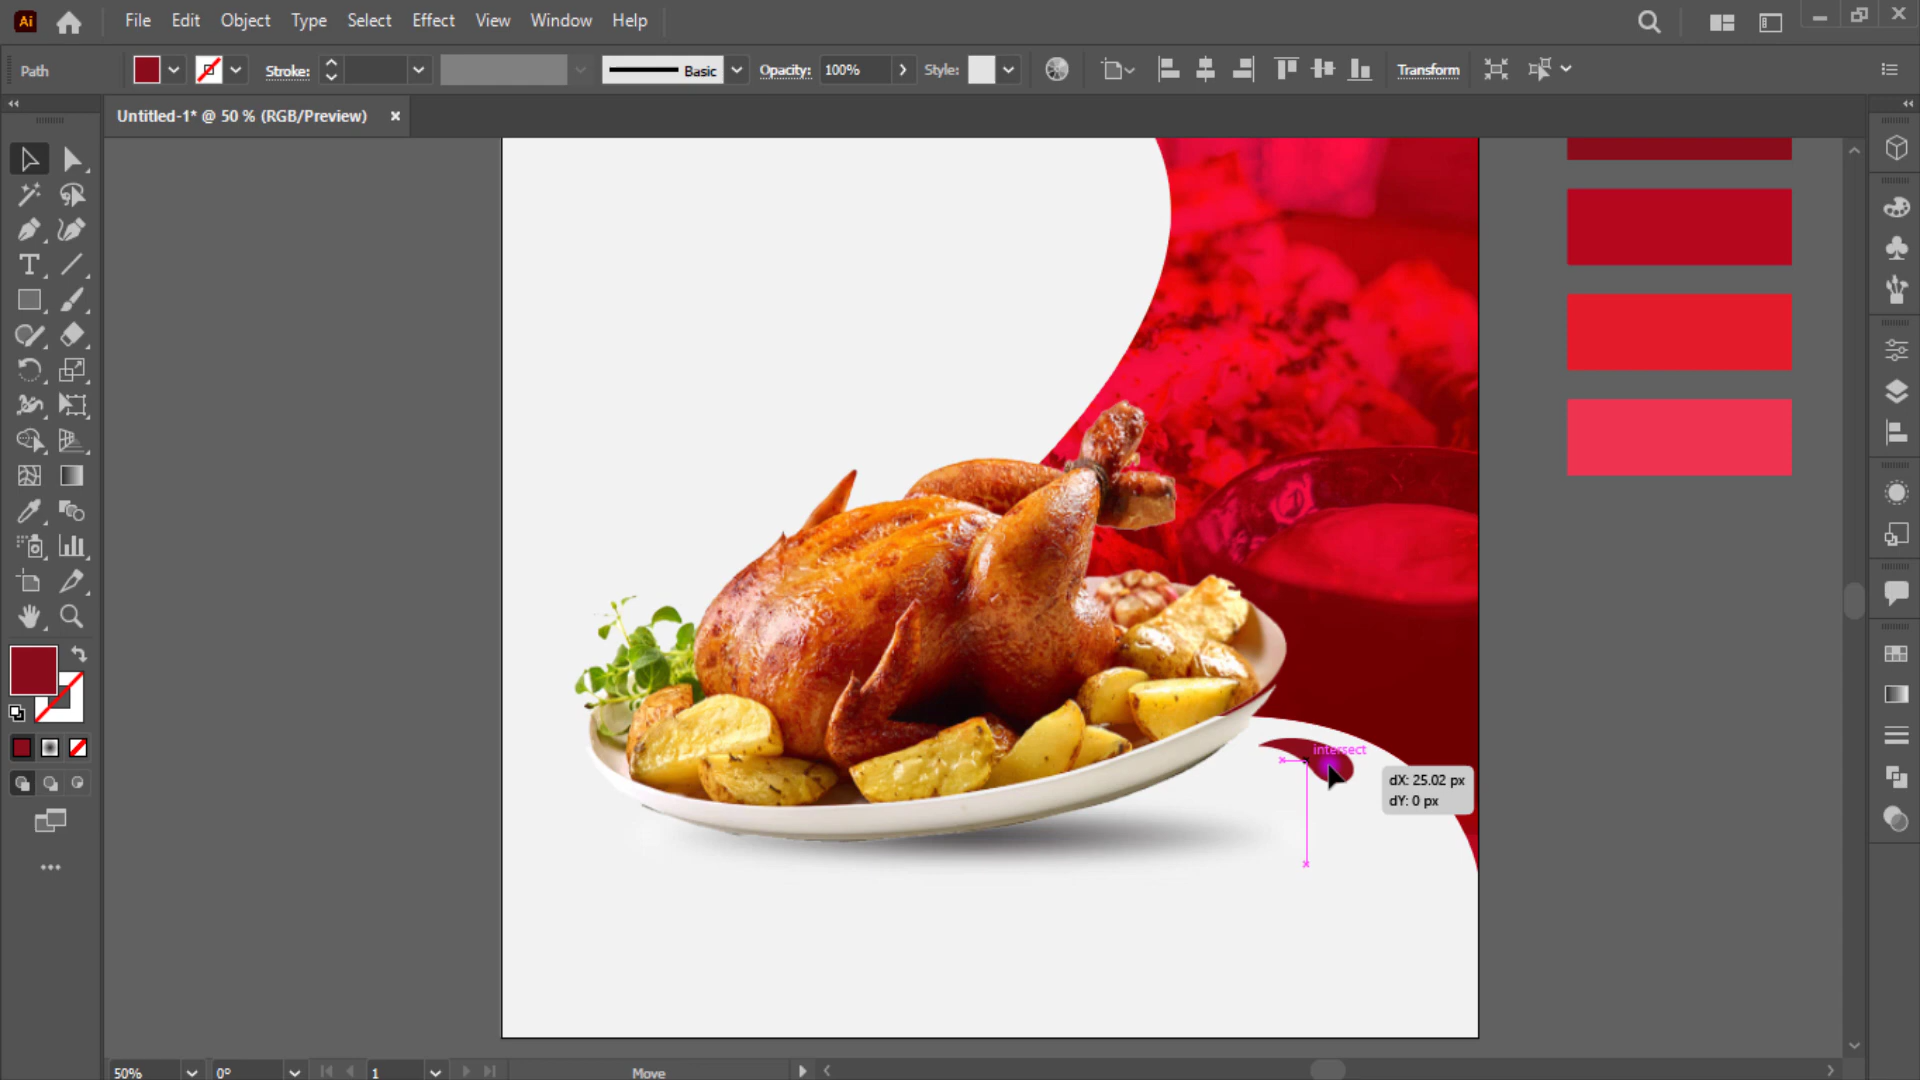 Ai File Edit Object Type Select Effect View Window Help
Path Stroke: Basic Opacity: 100% Style: Transform
Untitled-1* @ 50 % (RGB/Preview) ×
intersect
dX: 25.02 px
dY: 0 px
50% 0° 1 Move